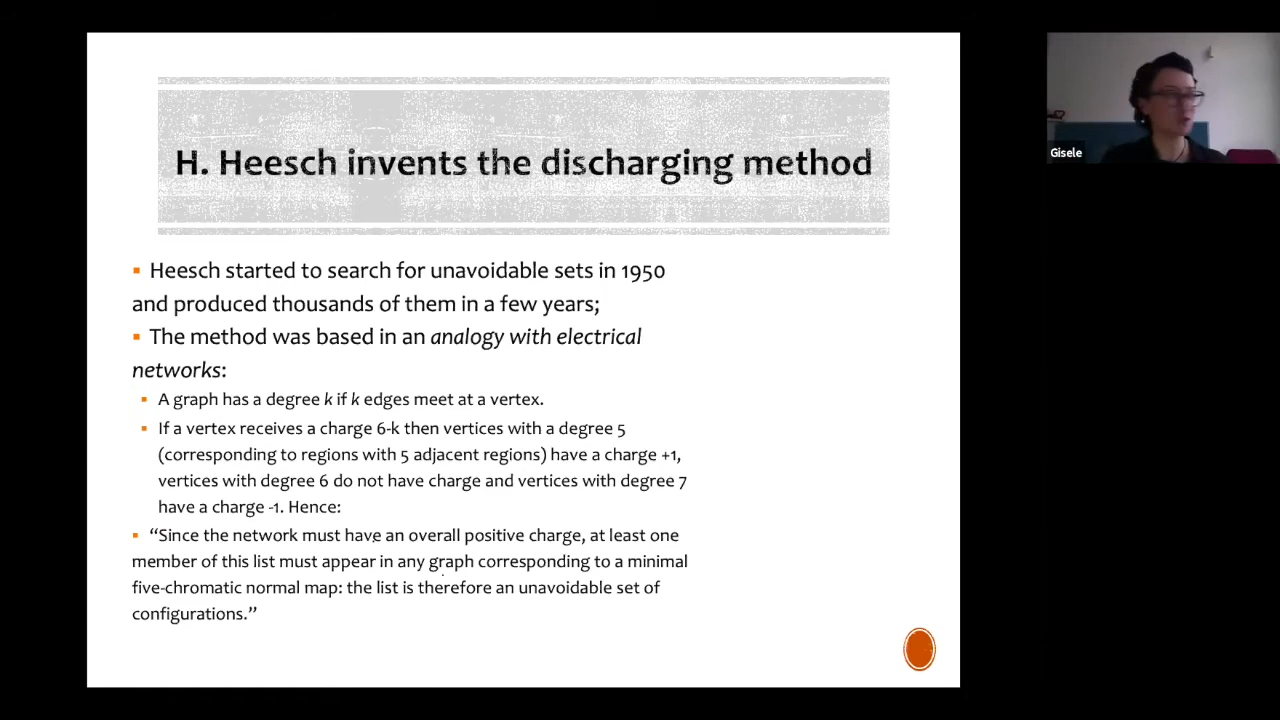 H. Heesch invents the discharging method
▪ Heesch started to search for unavoidable sets in 1950
and produced thousands of them in a few years;
▪ The method was based in an analogy with electrical
networks:
▪ A graph has a degree k if k edges meet at a vertex.
▪ If a vertex receives a charge 6-k then vertices with a degree 5
(corresponding to regions with 5 adjacent regions) have a charge +1,
vertices with degree 6 do not have charge and vertices with degree 7
have a charge -1. Hence:
▪ “Since the network must have an overall positive charge, at least one
member of this list must appear in any graph corresponding to a minimal
five-chromatic normal map: the list is therefore an unavoidable set of
configurations.”
Gisele